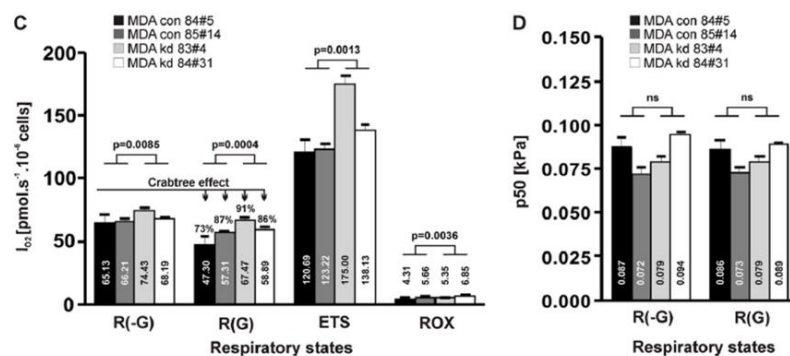 C
MDA con 84#5
MDA con 85#14
MDA kd 83#4
MDA kd 84#31
I_O2 [pmol.s⁻¹.10⁻⁶ cells]
200
150
100
50
0
p=0.0085
p=0.0004
p=0.0013
p=0.0036
Crabtree effect
73%
87%
91%
86%
65.13
66.21
74.43
68.19
47.30
57.31
67.47
58.89
120.69
123.22
175.00
138.13
4.31
5.66
5.35
6.85
R(-G)
R(G)
ETS
ROX
Respiratory states
D
MDA con 84#5
MDA con 85#14
MDA kd 83#4
MDA kd 84#31
p50 [kPa]
0.150
0.125
0.100
0.075
0.050
0.025
0.000
ns
ns
0.087
0.072
0.079
0.094
0.086
0.073
0.079
0.089
R(-G)
R(G)
Respiratory states